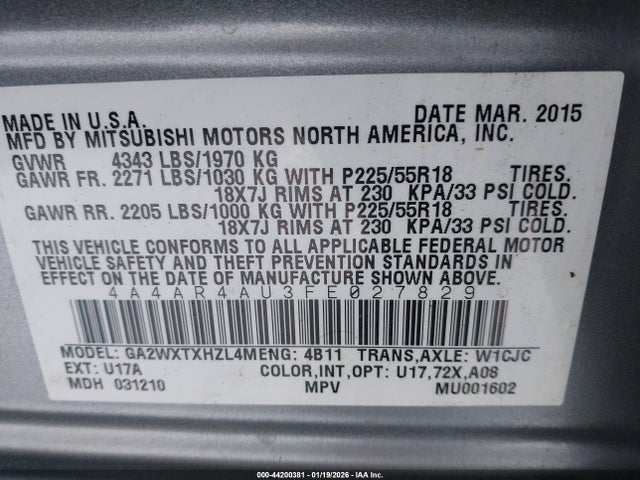 MADE IN U.S.A. DATE MAR. 2015
MFD BY MITSUBISHI MOTORS NORTH AMERICA, INC.
GVWR 4343 LBS/1970 KG
GAWR FR. 2271 LBS/1030 KG WITH P225/55R18 TIRES.
18X7J RIMS AT 230 KPA/33 PSI COLD.
GAWR RR. 2205 LBS/1000 KG WITH P225/55R18 TIRES.
18X7J RIMS AT 230 KPA/33 PSI COLD.
THIS VEHICLE CONFORMS TO ALL APPLICABLE FEDERAL MOTOR
VEHICLE SAFETY AND THEFT PREVENTION STANDARDS IN
EFFECT ON THE DATE OF MANUFACTURE SHOWN ABOVE.
4A4AR4AU3FE027829
MODEL: GA2WXTXHZL4MENG: 4B11 TRANS,AXLE: W1CJC
EXT: U17A COLOR,INT,OPT: U17,72X,A08
MDH 031210 MPV MU001602
000-44200381 - 01/19/2026 - IAA Inc.